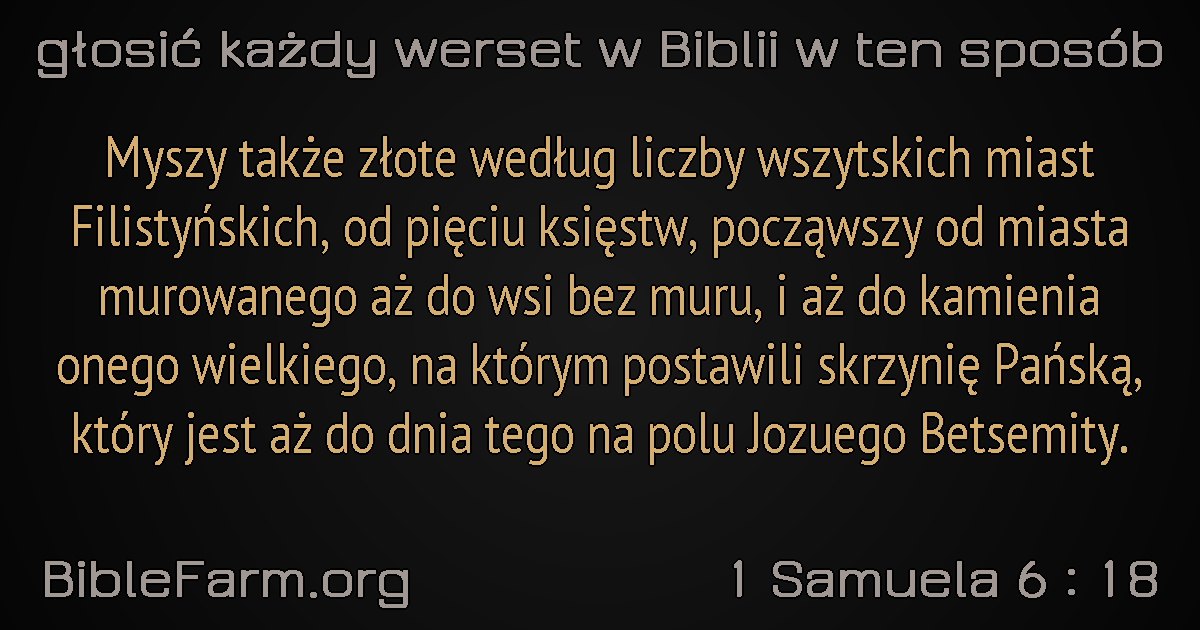 głosić każdy werset w Biblii w ten sposób
Myszy także złote według liczby wszytskich miast
Filistyńskich, od pięciu księstw, począwszy od miasta
murowanego aż do wsi bez muru, i aż do kamienia
onego wielkiego, na którym postawili skrzynię Pańską,
który jest aż do dnia tego na polu Jozuego Betsemity.
BibleFarm.org
1 Samuela 6 : 18